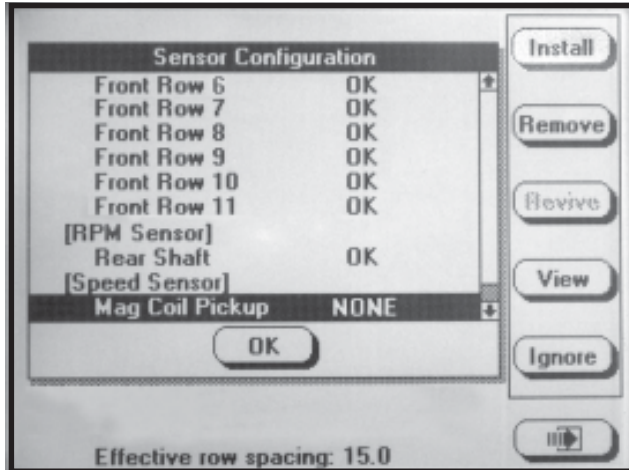 Sensor Configuration
Front Row 6 OK
Front Row 7 OK
Front Row 8 OK
Front Row 9 OK
Front Row 10 OK
Front Row 11 OK
[RPM Sensor]
Rear Shaft OK
[Speed Sensor]
Mag Coil Pickup NONE
OK
Effective row spacing: 15.0
Install
Remove
Revive
View
Ignore